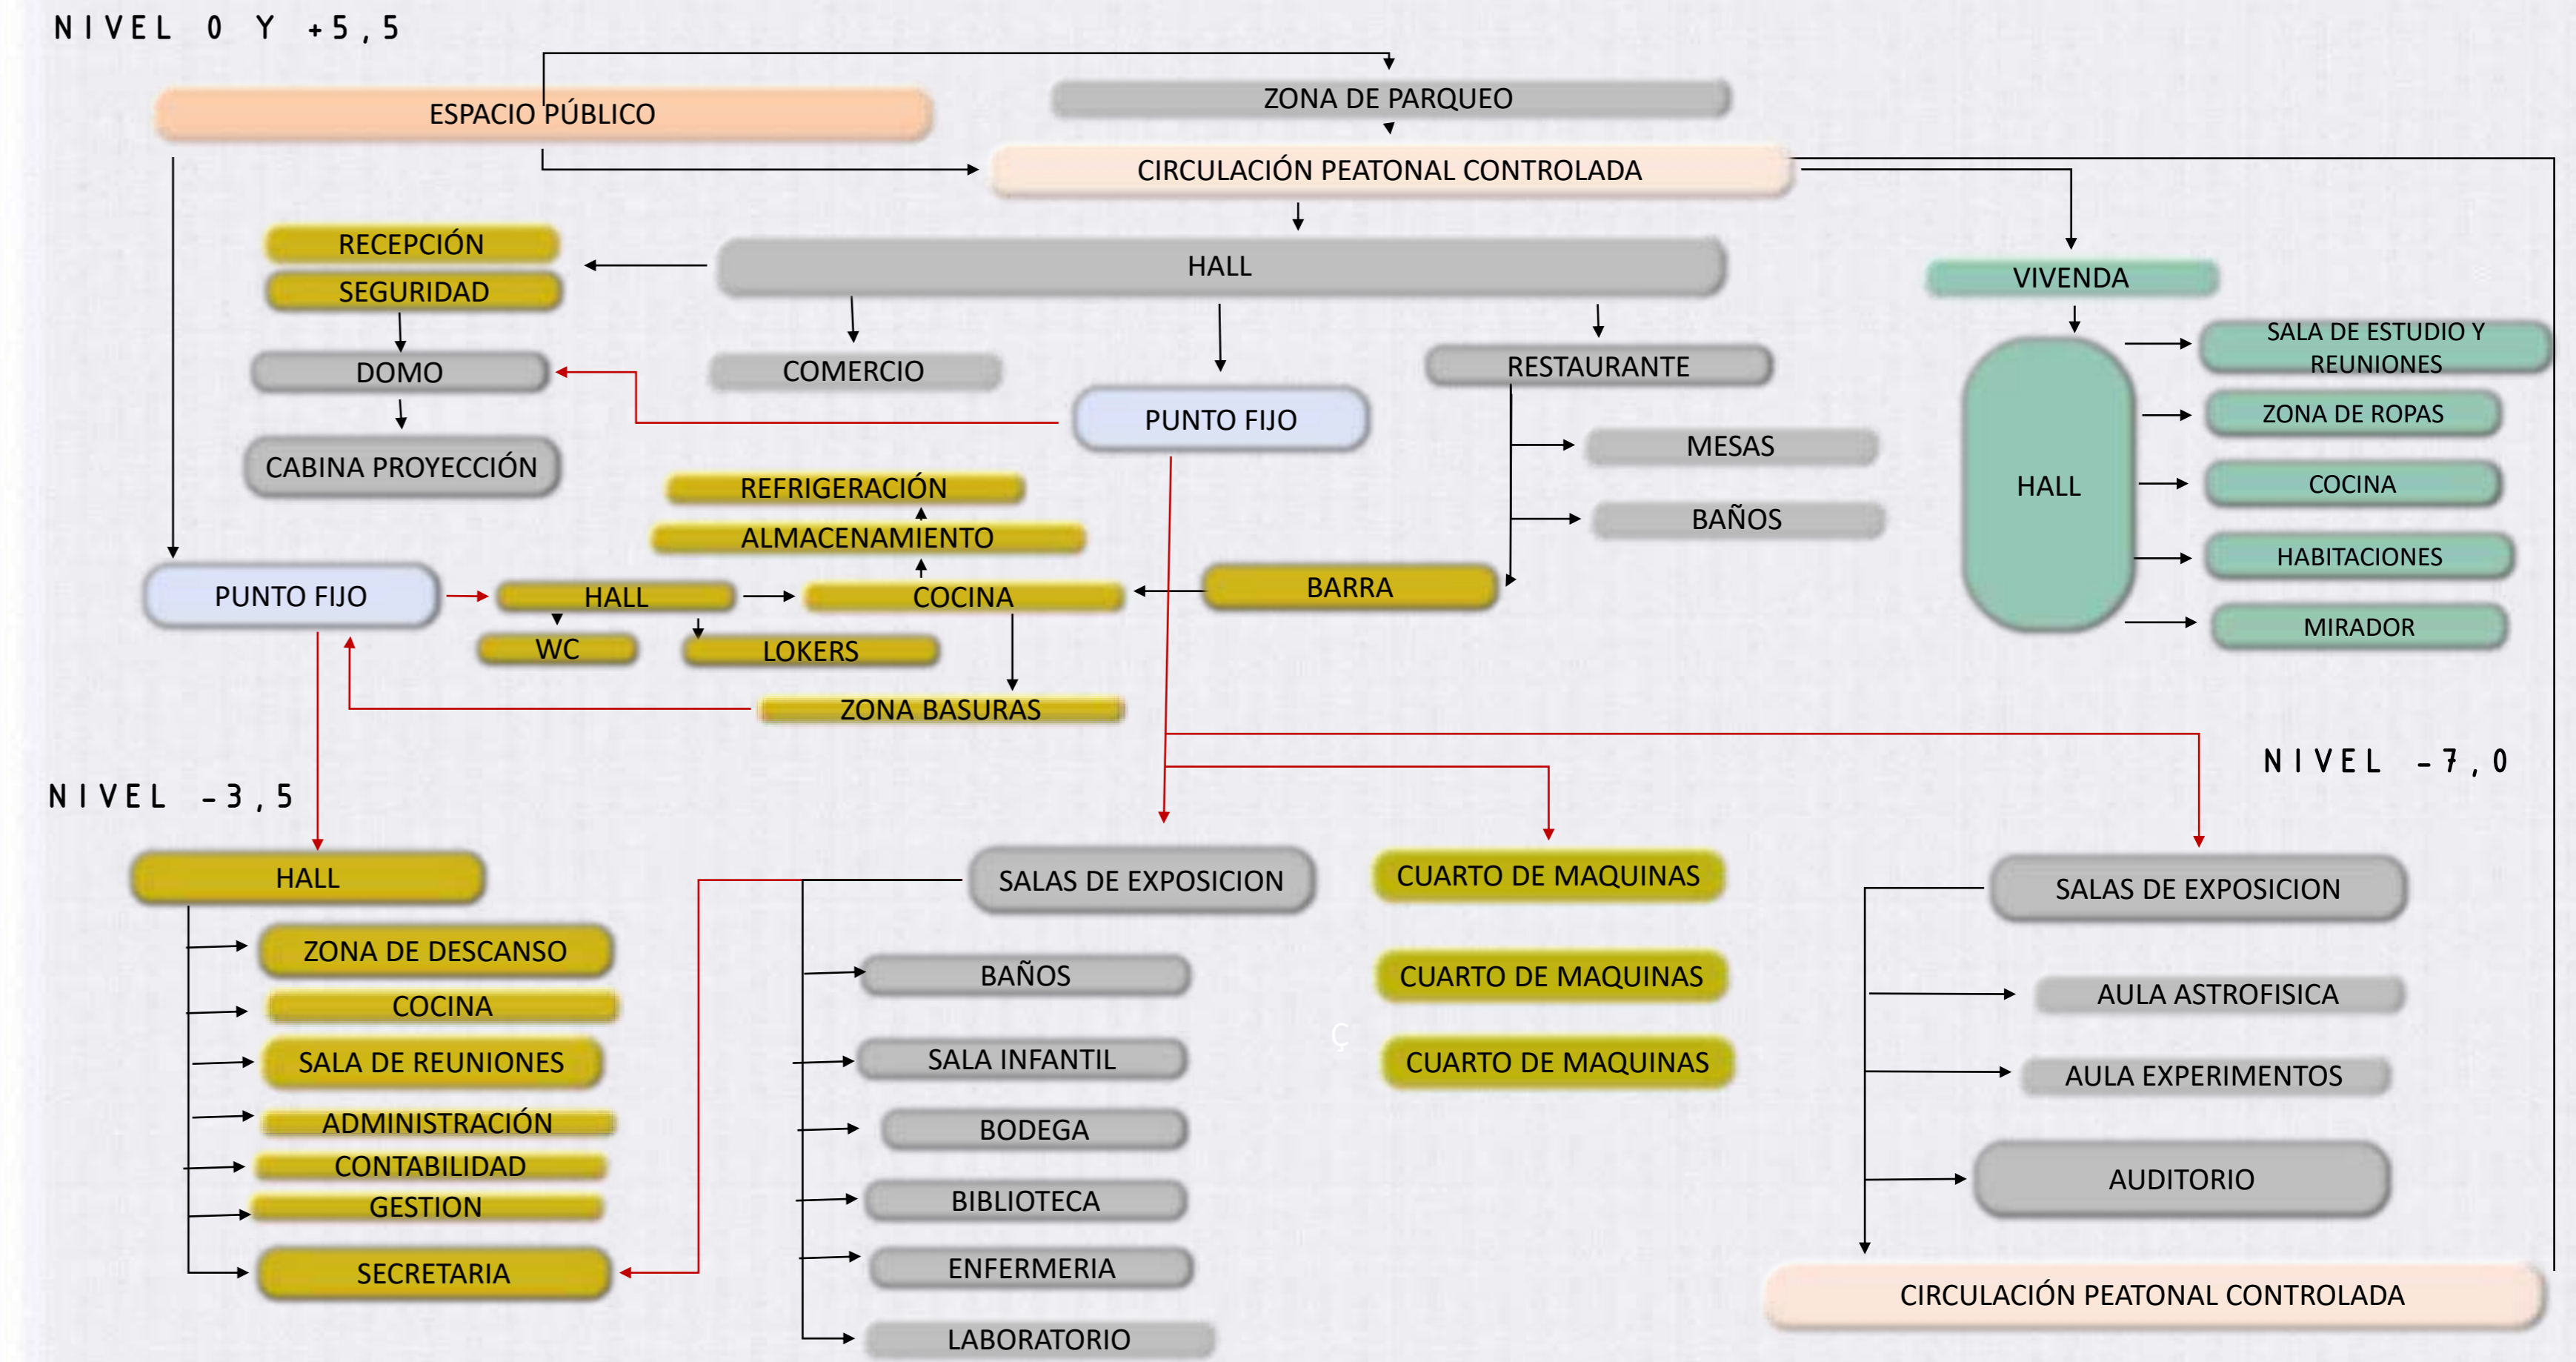 NIVEL 0 Y +5,5
ESPACIO PÚBLICO
ZONA DE PARQUEO
CIRCULACIÓN PEATONAL CONTROLADA
RECEPCIÓN
SEGURIDAD
HALL
VIVENDA
DOMO
COMERCIO
RESTAURANTE
SALA DE ESTUDIO Y
REUNIONES
PUNTO FIJO
ZONA DE ROPAS
CABINA PROYECCIÓN
MESAS
HALL
COCINA
REFRIGERACIÓN
ALMACENAMIENTO
BAÑOS
HABITACIONES
PUNTO FIJO
HALL
COCINA
BARRA
MIRADOR
WC
LOKERS
ZONA BASURAS
NIVEL -7,0
NIVEL -3,5
HALL
ZONA DE DESCANSO
COCINA
SALA DE REUNIONES
ADMINISTRACIÓN
CONTABILIDAD
GESTION
SECRETARIA
SALAS DE EXPOSICION
BAÑOS
SALA INFANTIL
BODEGA
BIBLIOTECA
ENFERMERIA
LABORATORIO
Ç
CUARTO DE MAQUINAS
CUARTO DE MAQUINAS
CUARTO DE MAQUINAS
SALAS DE EXPOSICION
AULA ASTROFISICA
AULA EXPERIMENTOS
AUDITORIO
CIRCULACIÓN PEATONAL CONTROLADA